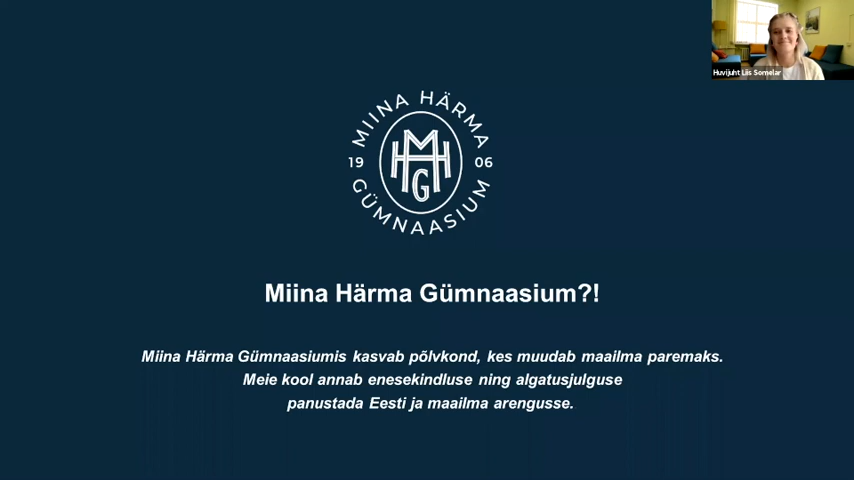 Huvijuht Liis Somelar
MIINA HÄRMA
19 06
HMG
GÜMNAASIUM
Miina Härma Gümnaasium?!
Miina Härma Gümnaasiumis kasvab põlvkond, kes muudab maailma paremaks.
Meie kool annab enesekindluse ning algatusjulguse
panustada Eesti ja maailma arengusse.